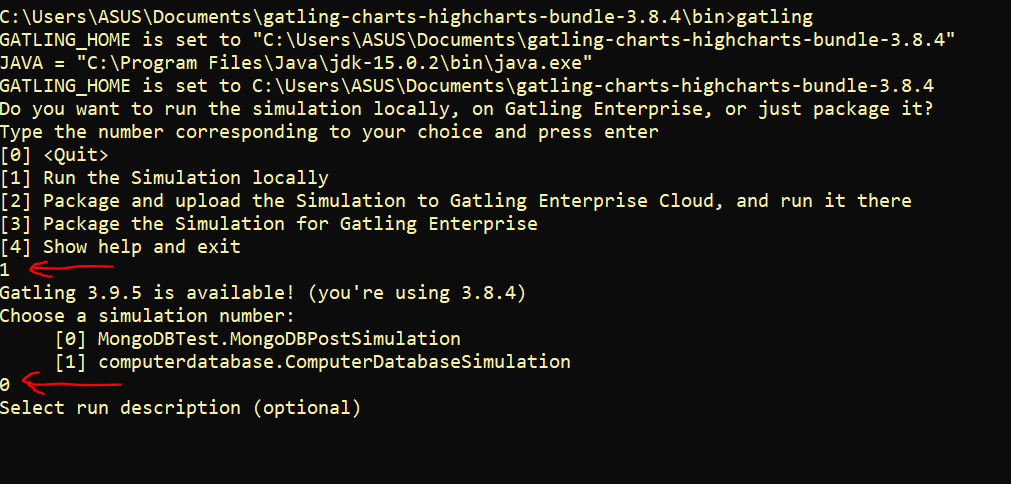 C:\Users\ASUS\Documents\gatling-charts-highcharts-bundle-3.8.4\bin>gatling
GATLING_HOME is set to "C:\Users\ASUS\Documents\gatling-charts-highcharts-bundle-3.8.4"
JAVA = "C:\Program Files\Java\jdk-15.0.2\bin\java.exe"
GATLING_HOME is set to C:\Users\ASUS\Documents\gatling-charts-highcharts-bundle-3.8.4
Do you want to run the simulation locally, on Gatling Enterprise, or just package it?
Type the number corresponding to your choice and press enter
[0] <Quit>
[1] Run the Simulation locally
[2] Package and upload the Simulation to Gatling Enterprise Cloud, and run it there
[3] Package the Simulation for Gatling Enterprise
[4] Show help and exit
1
Gatling 3.9.5 is available! (you're using 3.8.4)
Choose a simulation number:
     [0] MongoDBTest.MongoDBPostSimulation
     [1] computerdatabase.ComputerDatabaseSimulation
0
Select run description (optional)